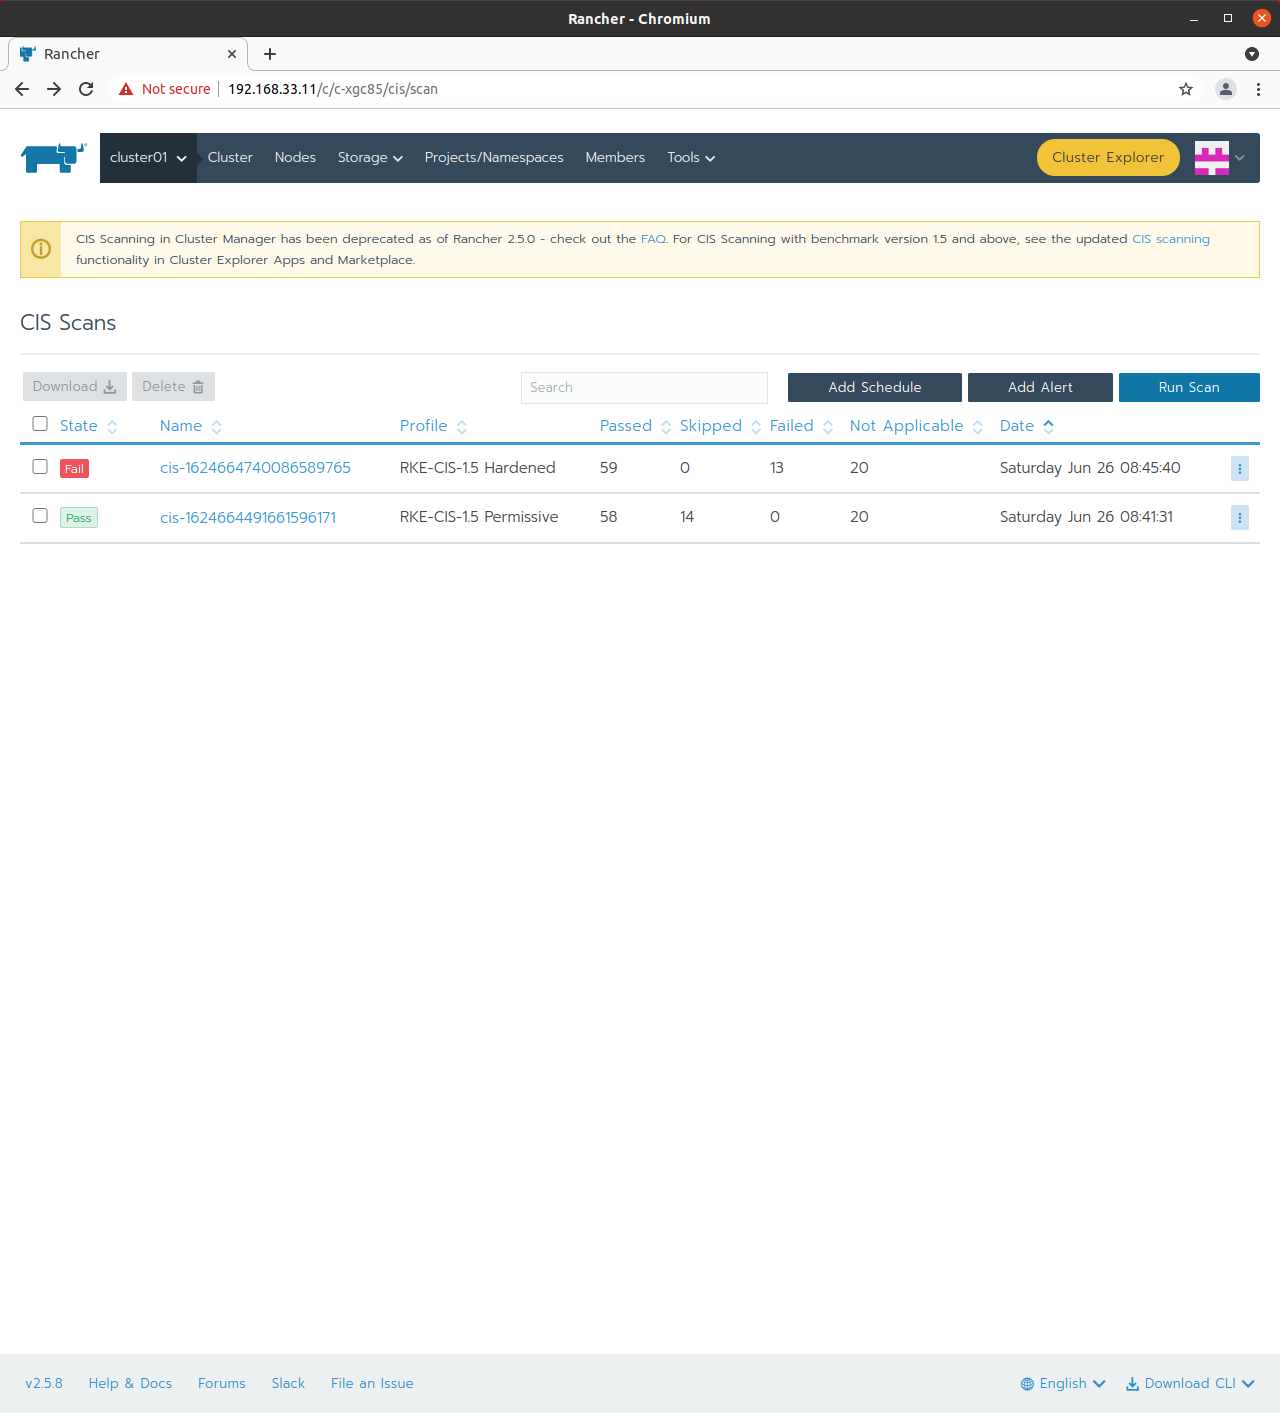 Rancher - Chromium
Rancher
Not secure 192.168.33.11/c/c-xgc85/cis/scan
cluster01 Cluster Nodes Storage Projects/Namespaces Members Tools Cluster Explorer
CIS Scanning in Cluster Manager has been deprecated as of Rancher 2.5.0 - check out the FAQ. For CIS Scanning with benchmark version 1.5 and above, see the updated CIS scanning
functionality in Cluster Explorer Apps and Marketplace.
CIS Scans
Download Delete Search Add Schedule Add Alert Run Scan
State Name Profile Passed Skipped Failed Not Applicable Date
Fail cis-1624664740086589765 RKE-CIS-1.5 Hardened 59 0 13 20 Saturday Jun 26 08:45:40
Pass cis-1624664491661596171 RKE-CIS-1.5 Permissive 58 14 0 20 Saturday Jun 26 08:41:31
v2.5.8 Help & Docs Forums Slack File an Issue English Download CLI